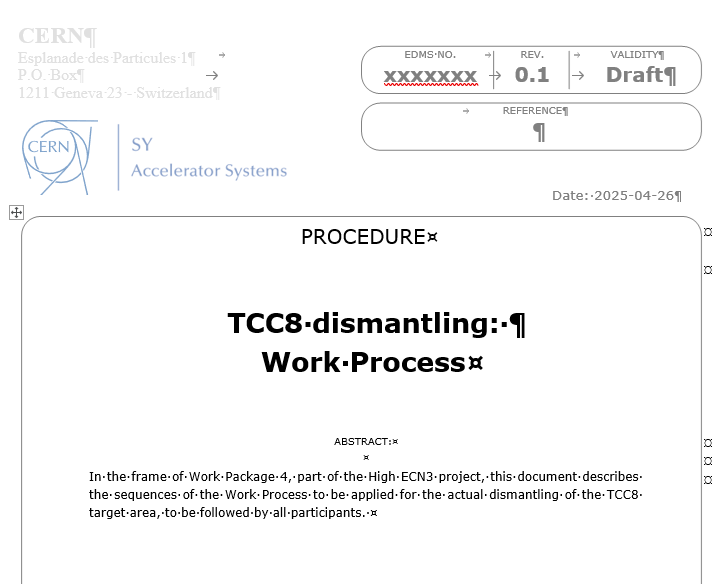 CERN¶
Esplanade des Particules 1¶
P.O. Box¶
1211 Geneva 23 - Switzerland¶
EDMS NO. REV. VALIDITY¶
xxxxxxx 0.1 Draft¶
REFERENCE¶
¶
CERN
SY
Accelerator Systems
Date: 2025-04-26¶
PROCEDURE¤
TCC8·dismantling:·¶
Work·Process¤
ABSTRACT:¤
¤
In·the·frame·of·Work·Package·4,·part·of·the·High·ECN3·project,·this·document·describes·
the·sequences·of·the·Work·Process·to·be·applied·for·the·actual·dismantling·of·the·TCC8·
target·area,·to·be·followed·by·all·participants.·¤